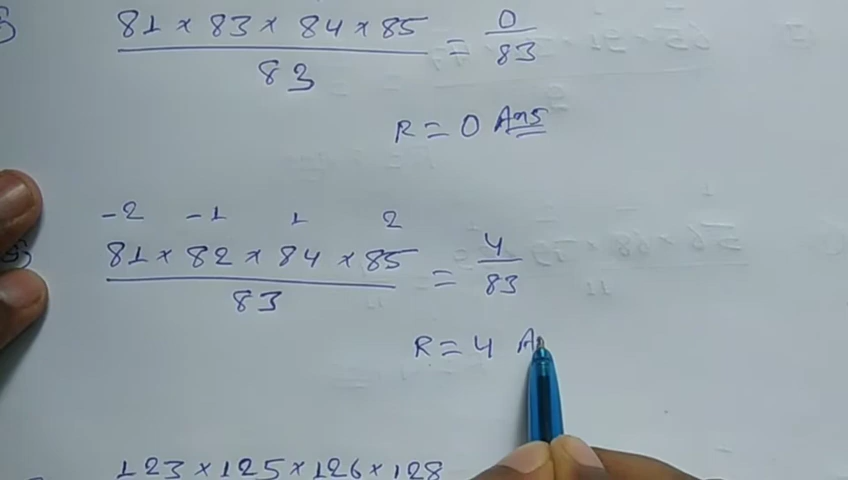 81 × 83 × 84 × 85 = 0
83 83
R = 0 Ans
-2 -1 1 2
81 × 82 × 84 × 85 = 4
83 83
R = 4 A
123 × 125 × 126 × 128